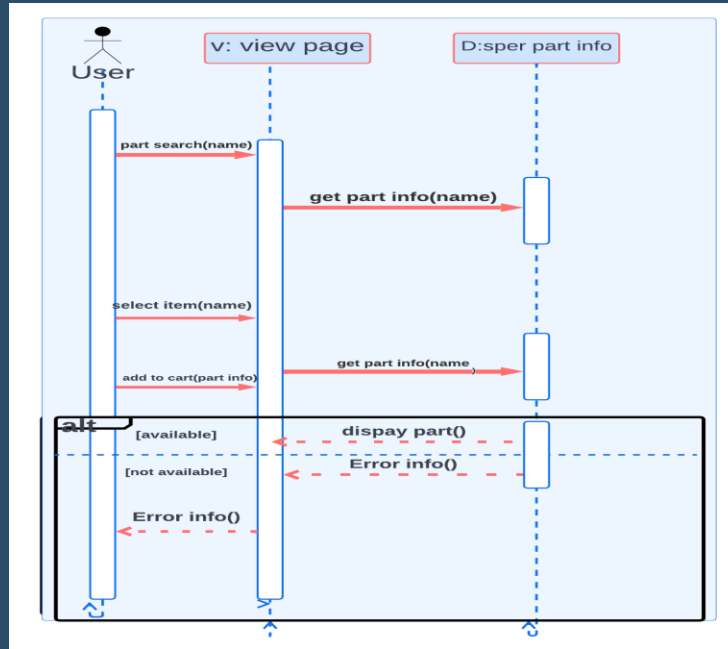 User
v: view page
D:sper part info
part search(name)
get part info(name)
select item(name)
get part info(name)
add to cart(part info)
alt
[available]
dispay part()
[not available]
Error info()
Error info()